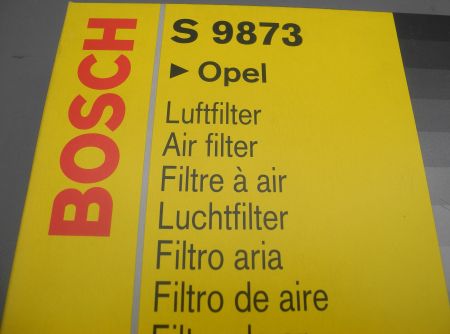 BOSCH
S 9873
► Opel
Luftfilter
Air filter
Filtre à air
Luchtfilter
Filtro aria
Filtro de aire